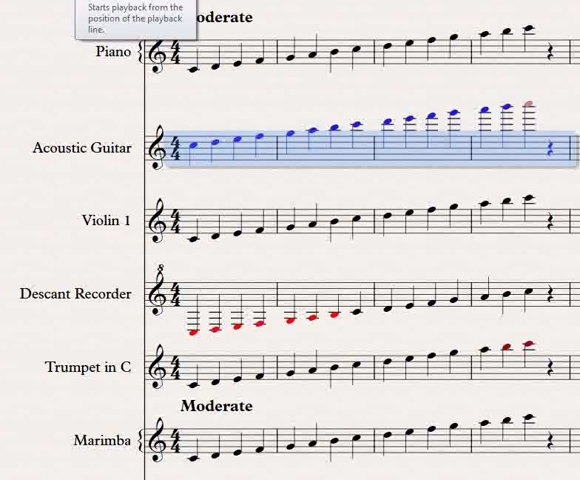 Starts playback from the
position of the playback
line.
oderate
Piano
Acoustic Guitar
Violin 1
8
Descant Recorder
Trumpet in C
Moderate
Marimba